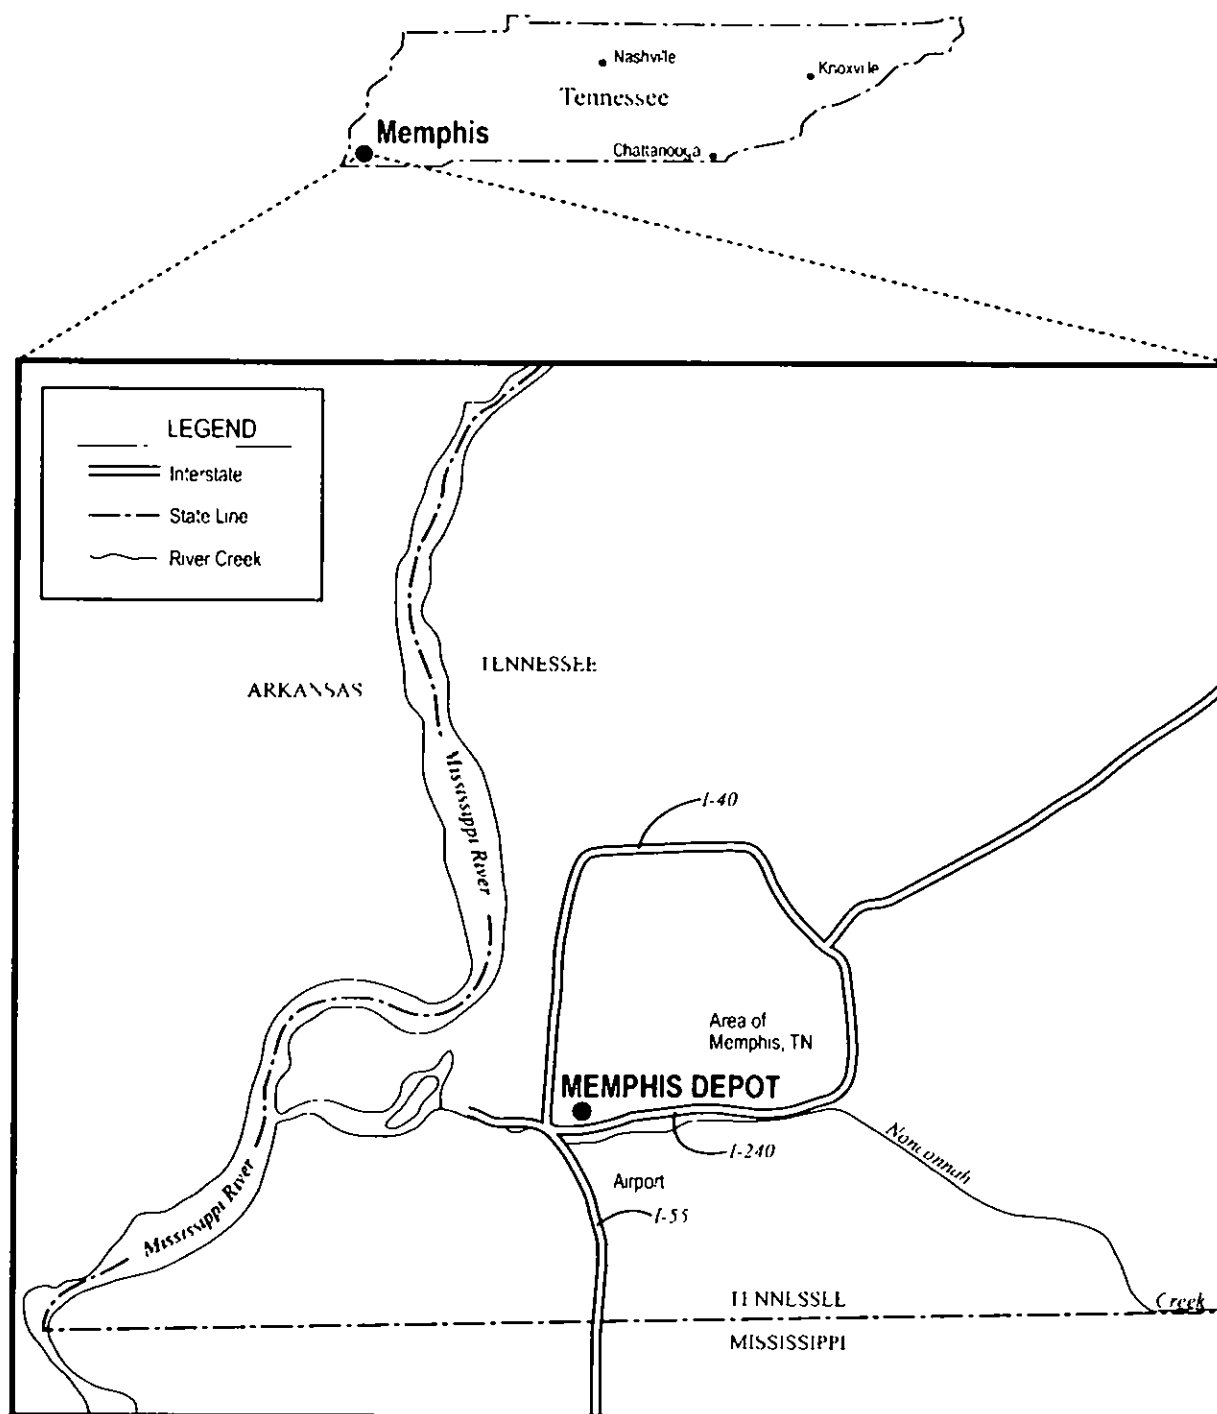 Nashville
Knoxville
Tennessee
Memphis
Chattanooga
LEGEND
Interstate
State Line
River Creek
TENNESSEE
ARKANSAS
Mississippi River
I-40
Area of
Memphis, TN
MEMPHIS DEPOT
Nonconnah
I-240
Airport
I-55
Mississippi River
TENNESSEE
Creek
MISSISSIPPI